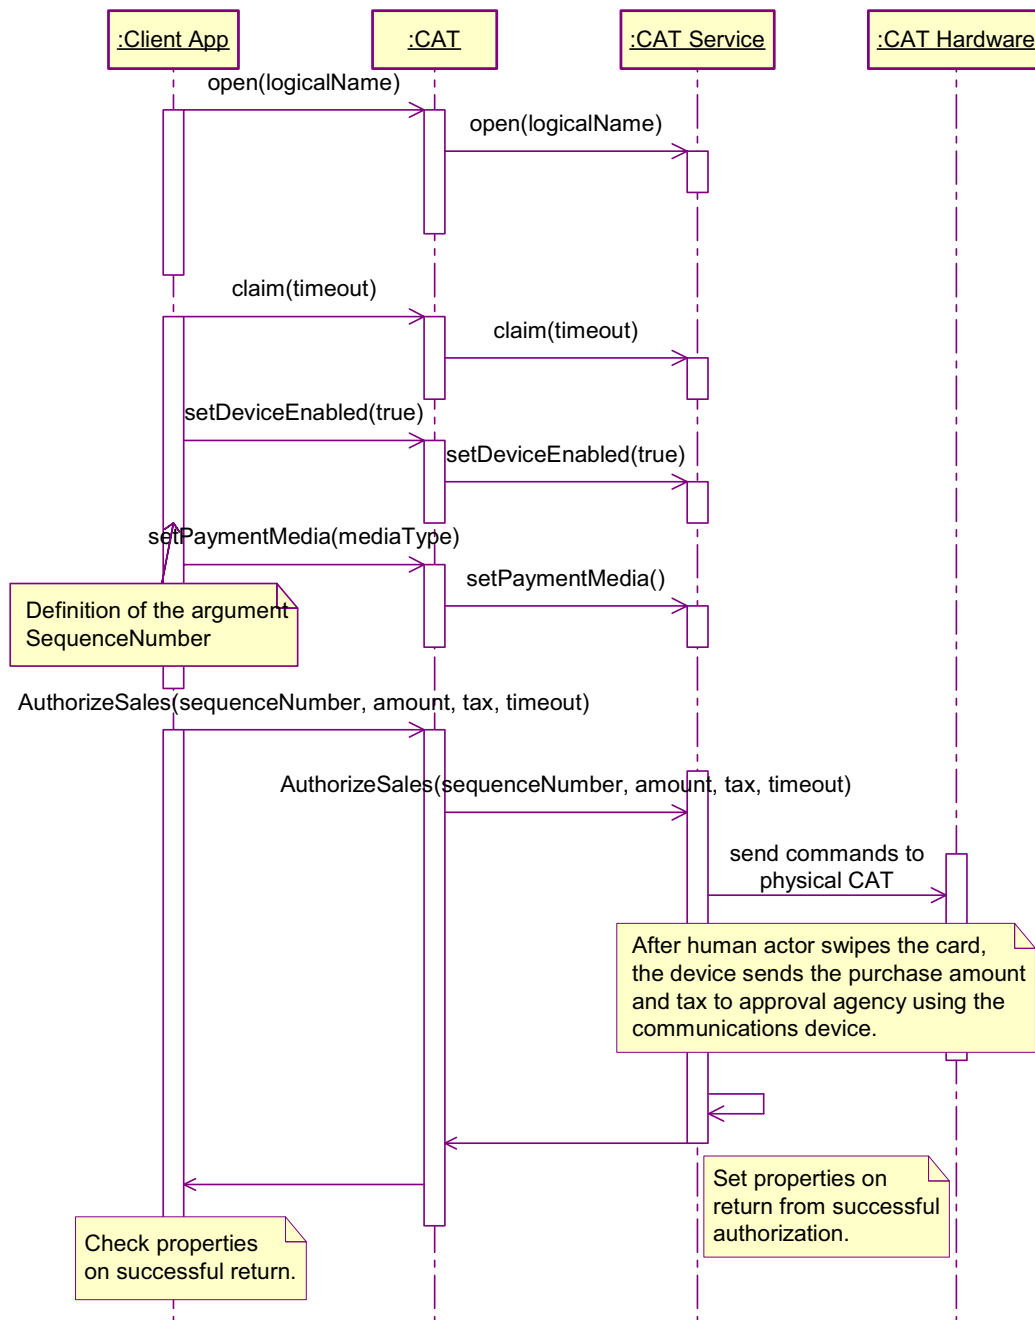 :Client App
:CAT
:CAT Service
:CAT Hardware
open(logicalName)
open(logicalName)
claim(timeout)
claim(timeout)
setDeviceEnabled(true)
setDeviceEnabled(true)
setPaymentMedia(mediaType)
setPaymentMedia()
Definition of the argument
SequenceNumber
AuthorizeSales(sequenceNumber, amount, tax, timeout)
AuthorizeSales(sequenceNumber, amount, tax, timeout)
send commands to
physical CAT
After human actor swipes the card,
the device sends the purchase amount
and tax to approval agency using the
communications device.
Set properties on
return from successful
authorization.
Check properties
on successful return.